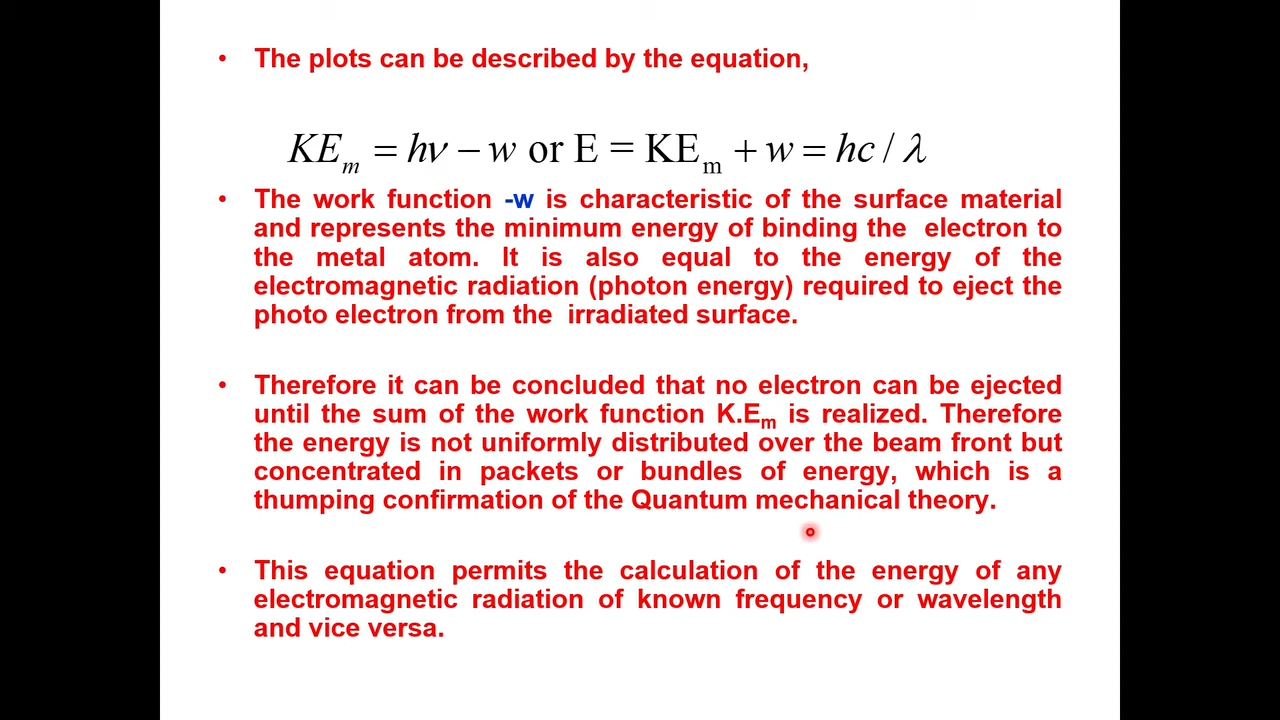 • The plots can be described by the equation,
KEm = hν − w or E = KEm + w = hc / λ
• The work function -w is characteristic of the surface material
and represents the minimum energy of binding the electron to
the metal atom. It is also equal to the energy of the
electromagnetic radiation (photon energy) required to eject the
photo electron from the irradiated surface.
• Therefore it can be concluded that no electron can be ejected
until the sum of the work function K.Em is realized. Therefore
the energy is not uniformly distributed over the beam front but
concentrated in packets or bundles of energy, which is a
thumping confirmation of the Quantum mechanical theory.
• This equation permits the calculation of the energy of any
electromagnetic radiation of known frequency or wavelength
and vice versa.